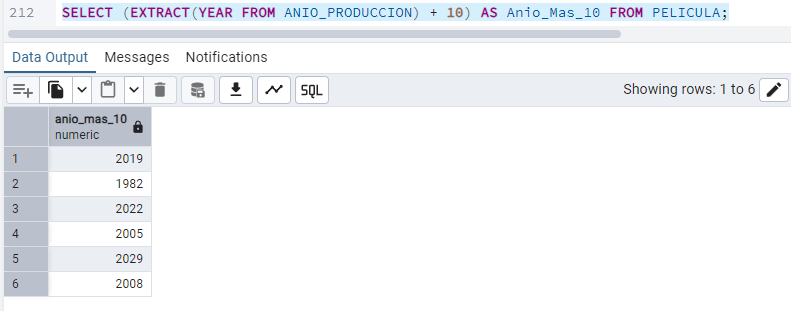 212 SELECT (EXTRACT(YEAR FROM ANIO_PRODUCCION) + 10) AS Anio_Mas_10 FROM PELICULA;
Data Output Messages Notifications
SQL Showing rows: 1 to 6
anio_mas_10
numeric
1 2019
2 1982
3 2022
4 2005
5 2029
6 2008